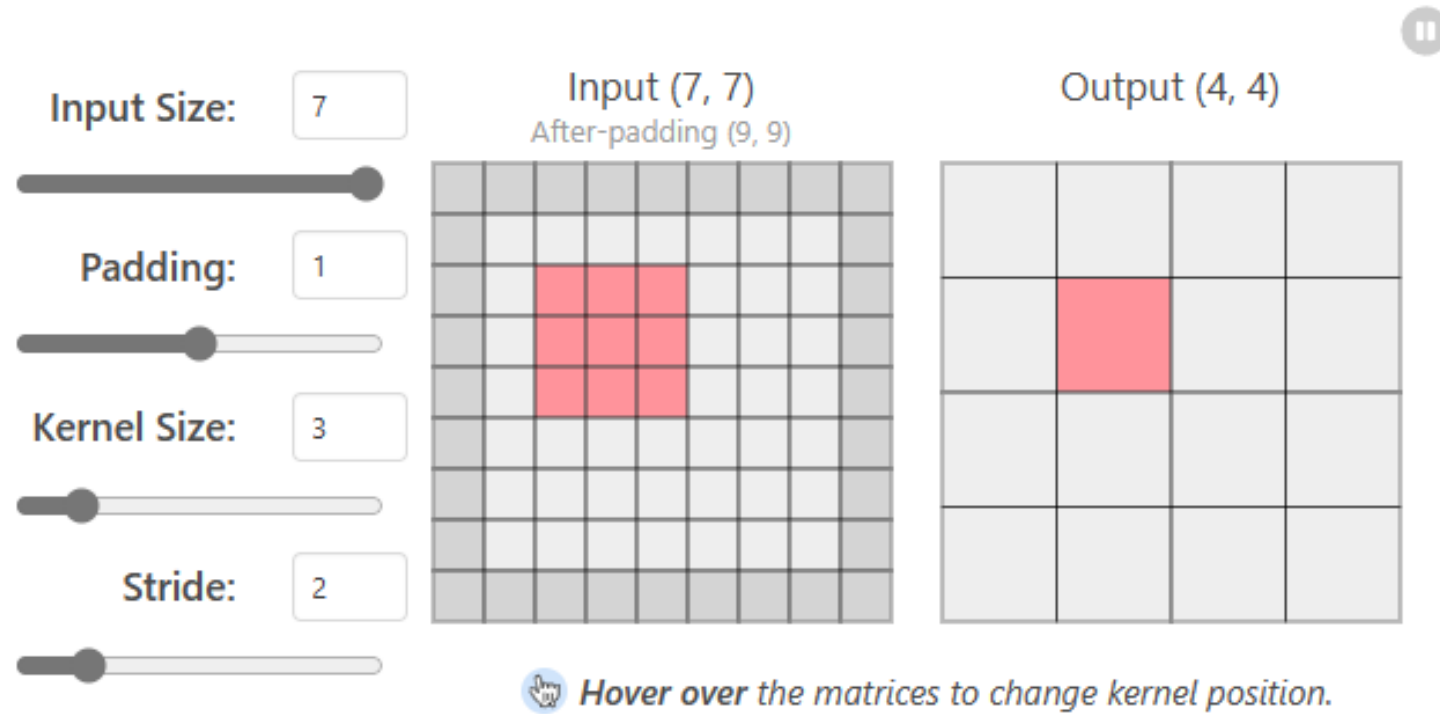 Input Size: 7
Padding: 1
Kernel Size: 3
Stride: 2
Input (7, 7)
After-padding (9, 9)
Output (4, 4)
Hover over the matrices to change kernel position.